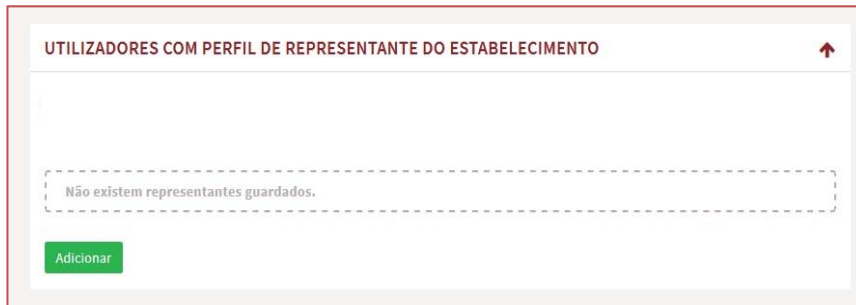 UTILIZADORES COM PERFIL DE REPRESENTANTE DO ESTABELECIMENTO
Não existem representantes guardados.
Adicionar